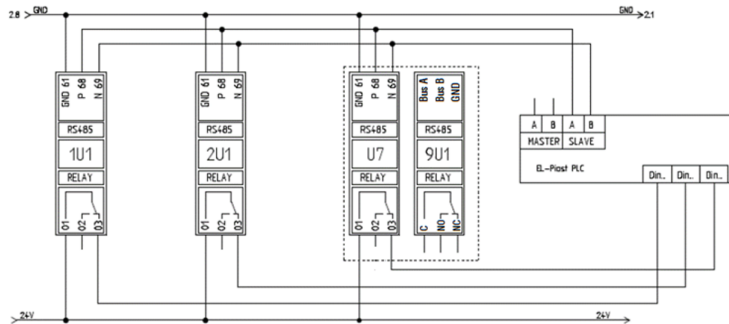 2.8 GND GND 2.1
GND 61 P 68 N 69
GND 61 P 68 N 69
GND 61 P 68 N 69
Bus A Bus B GND
RS485 RS485 RS485 RS485
1U1 2U1 U7 9U1
RELAY RELAY RELAY RELAY
01 02 03
01 02 03
01 02 03
C NO NC
A B A B
MASTER SLAVE
EL-Piast PLC
Din.. Din.. Din..
24V 24V